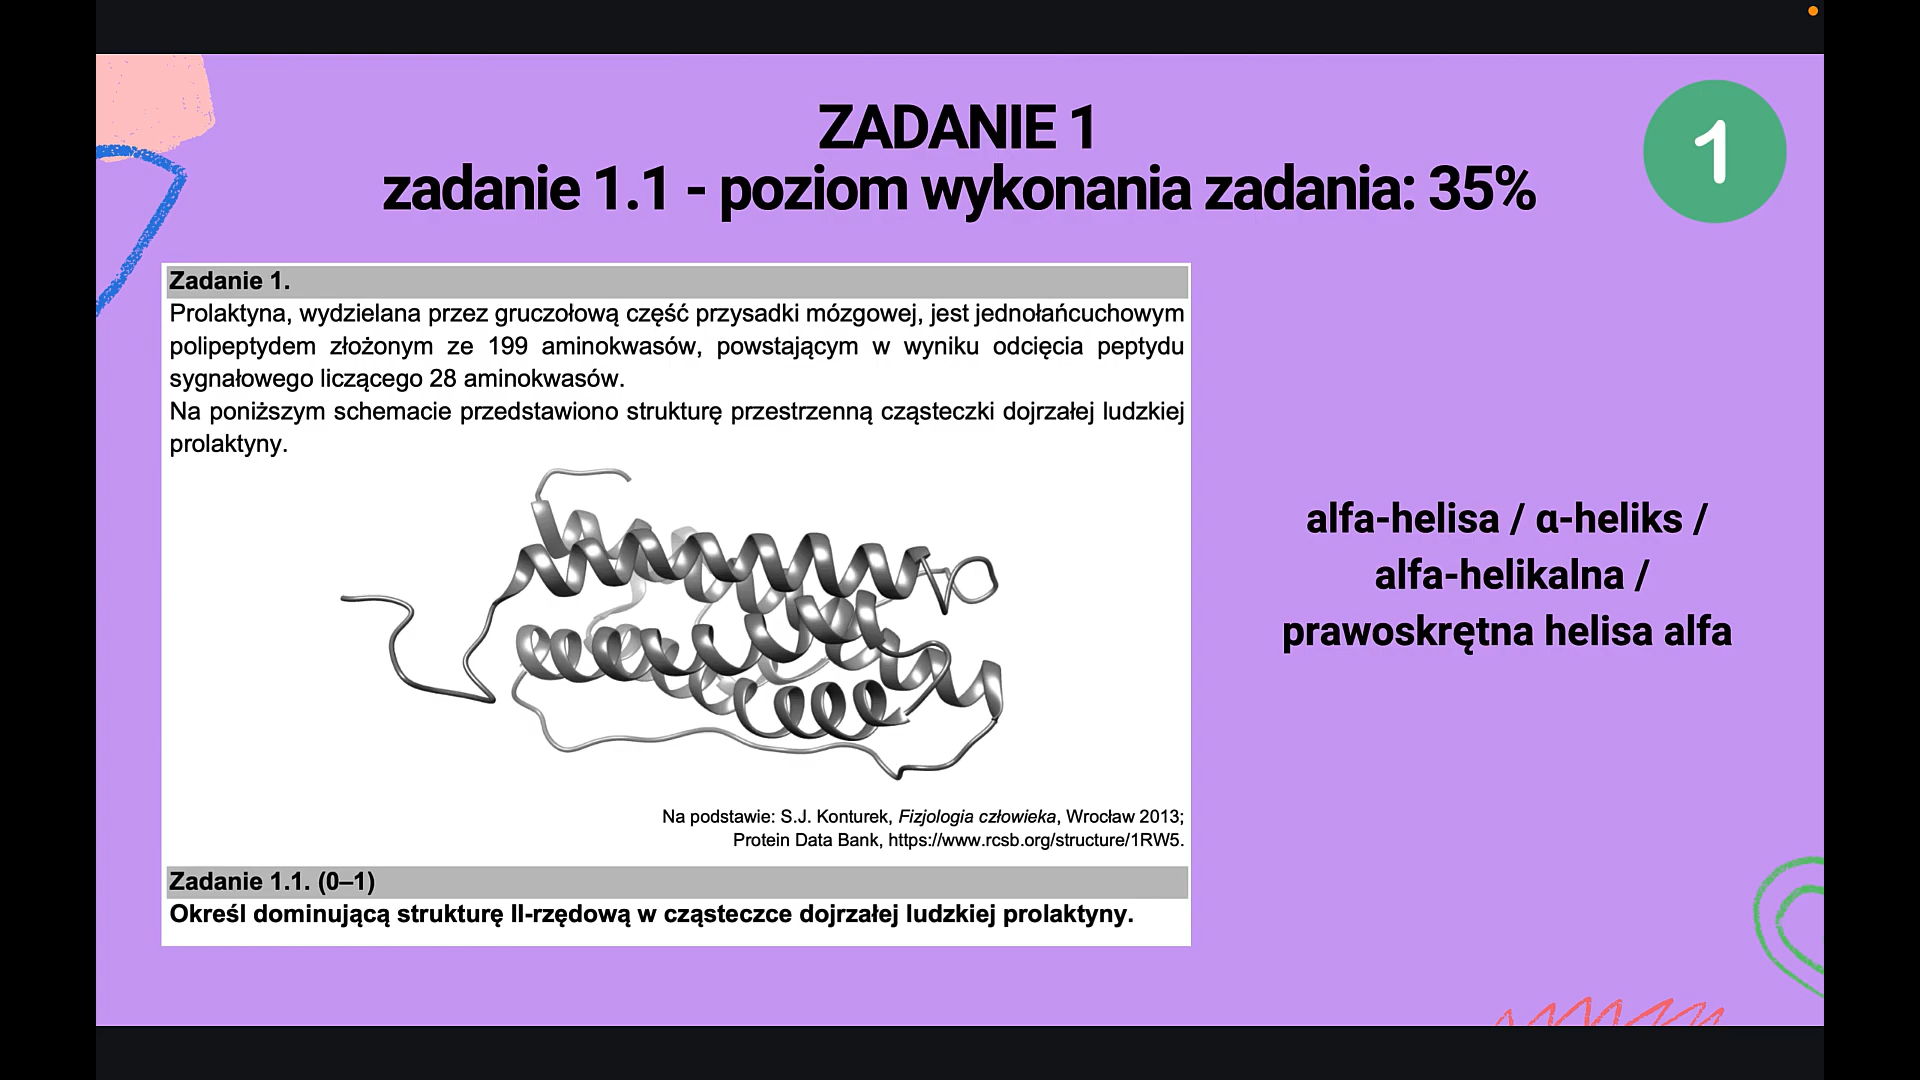 ZADANIE 1
zadanie 1.1 - poziom wykonania zadania: 35%
1
Zadanie 1.
Prolaktyna, wydzielana przez gruczołową część przysadki mózgowej, jest jednołańcuchowym
polipeptydem złożonym ze 199 aminokwasów, powstającym w wyniku odcięcia peptydu
sygnałowego liczącego 28 aminokwasów.
Na poniższym schemacie przedstawiono strukturę przestrzenną cząsteczki dojrzałej ludzkiej
prolaktyny.
Na podstawie: S.J. Konturek, Fizjologia człowieka, Wrocław 2013;
Protein Data Bank, https://www.rcsb.org/structure/1RW5.
Zadanie 1.1. (0–1)
Określ dominującą strukturę II-rzędową w cząsteczce dojrzałej ludzkiej prolaktyny.
alfa-helisa / α-heliks /
alfa-helikalna /
prawoskrętna helisa alfa